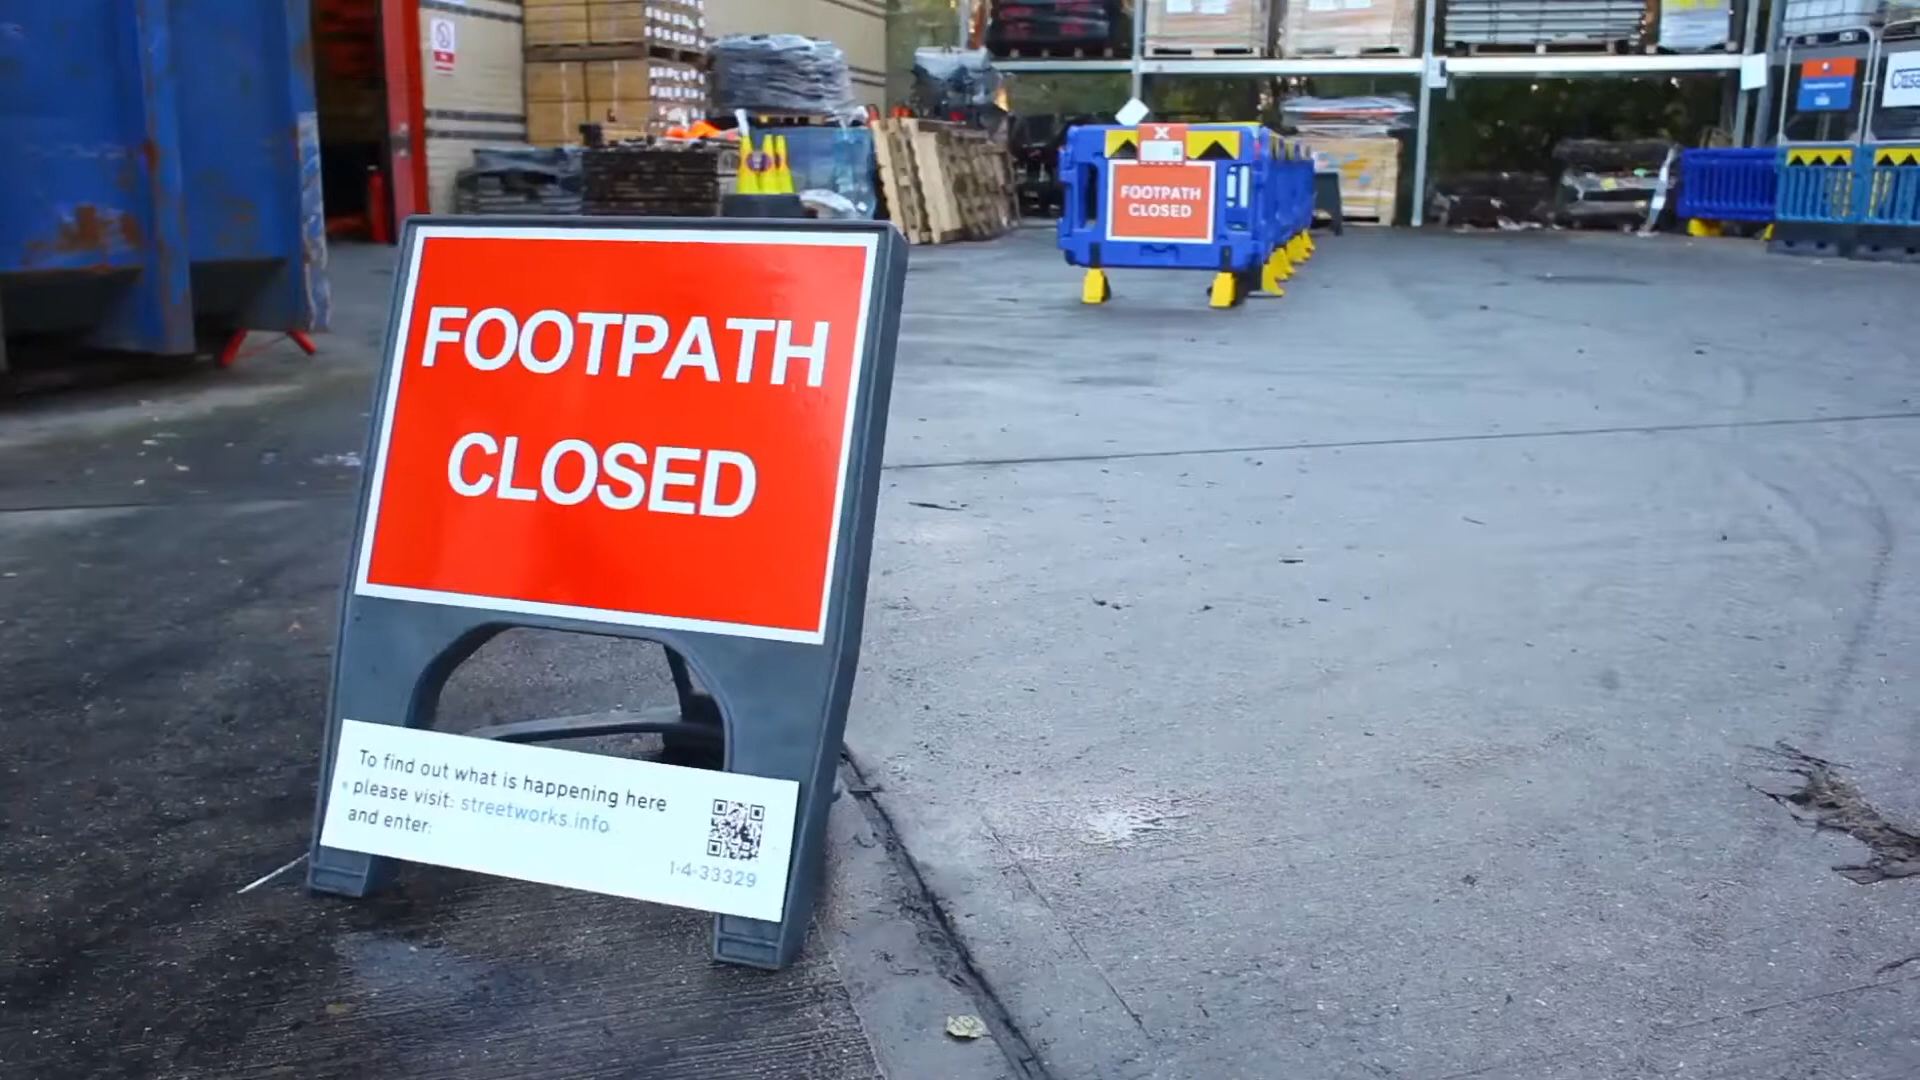 FOOTPATH
CLOSED
To find out what is happening here
please visit: streetworks.info
and enter:
1-4-33329
FOOTPATH
CLOSED